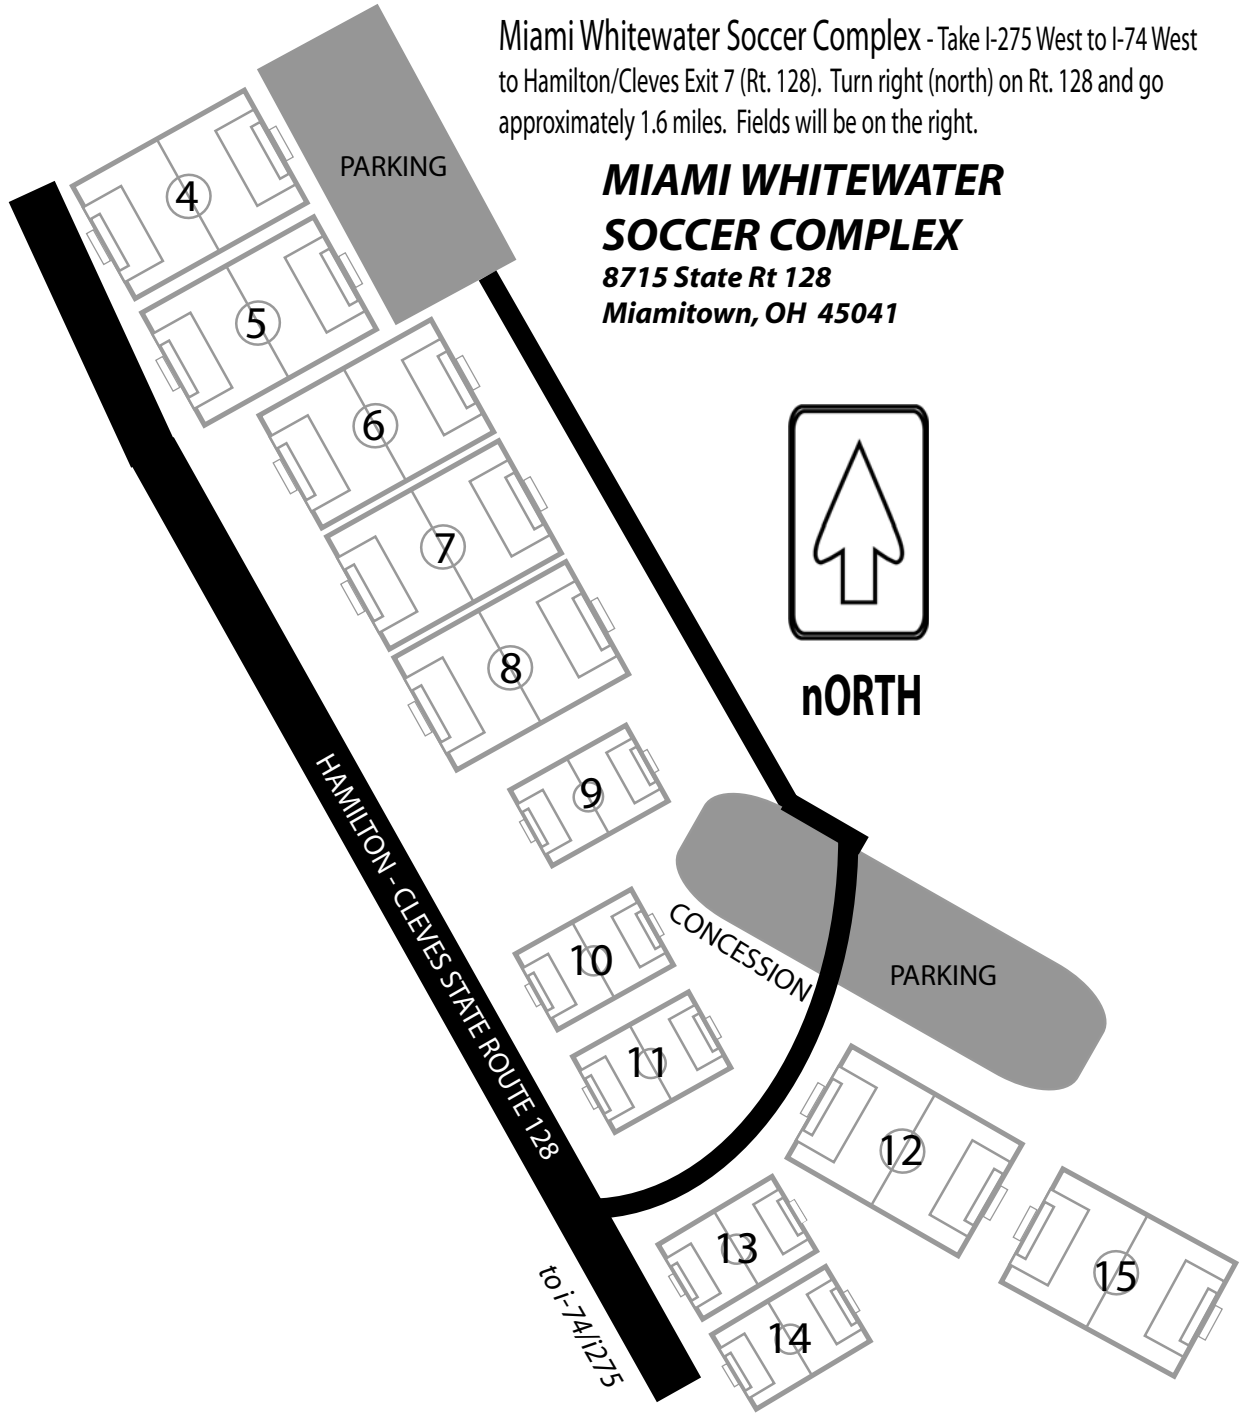 Miami Whitewater Soccer Complex - Take I-275 West to I-74 West
to Hamilton/Cleves Exit 7 (Rt. 128).  Turn right (north) on Rt. 128 and go
approximately 1.6 miles.  Fields will be on the right.
MIAMI WHITEWATER
SOCCER COMPLEX
8715 State Rt 128
Miamitown, OH  45041
PARKING
4
5
6
7
8
nORTH
9
HAMILTON - CLEVES STATE ROUTE 128
CONCESSION
PARKING
10
11
12
13
14
15
to i-74/i275